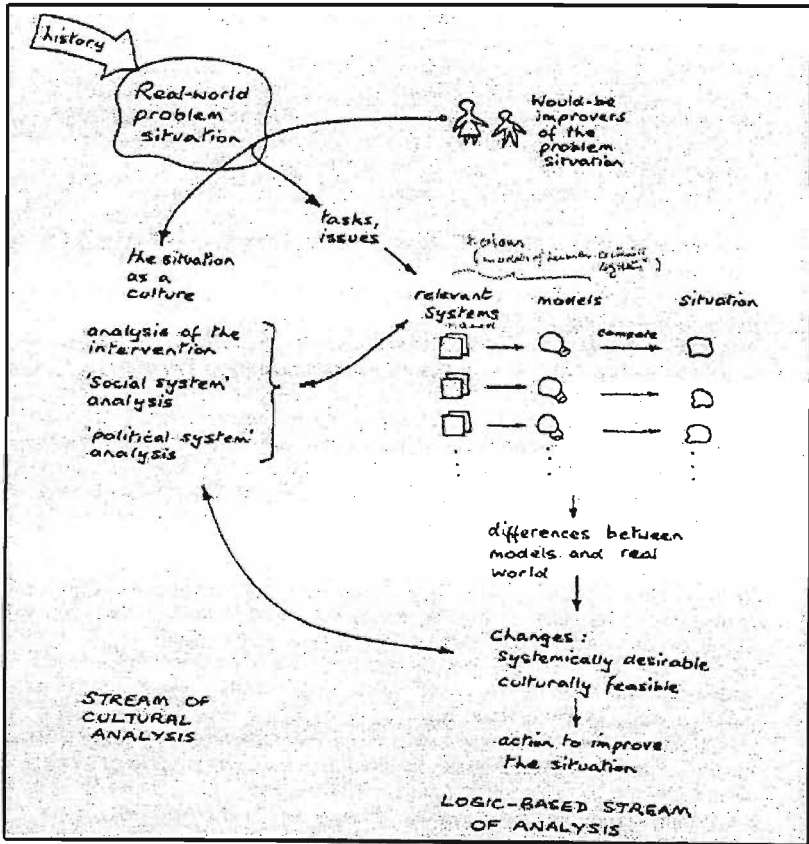 history
Real-world
problem
situation
Would-be
improvers
of the
problem
situation
tasks,
issues
the situation
as a
culture
(models of human
relevant
Systems
models
Situation
compare
analysis of the
intervention
'Social system'
analysis
'political system'
analysis
differences between
models and real
world
Changes:
Systemically desirable
culturally feasible
action to improve
the situation
STREAM OF
CULTURAL
ANALYSIS
LOGIC-BASED STREAM
OF ANALYSIS